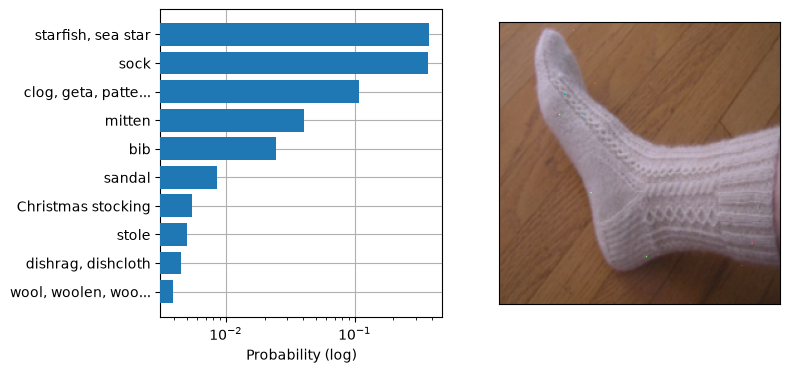 starfish, sea star
sock
clog, geta, patte...
mitten
bib
sandal
Christmas stocking
stole
dishrag, dishcloth
wool, woolen, woo...
10⁻² 10⁻¹
Probability (log)